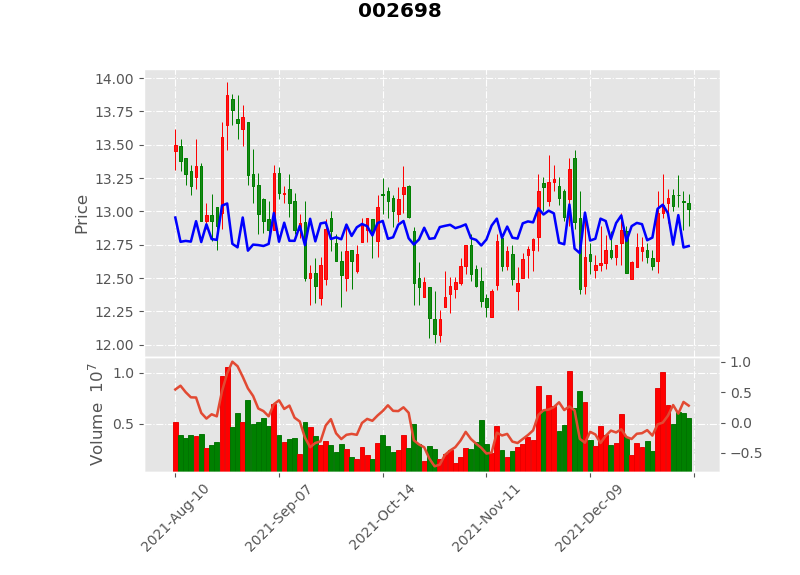 002698
14.00
13.75
13.50
13.25
13.00
12.75
12.50
12.25
12.00
Price
1.0
0.5
Volume 10^7
1.0
0.5
0.0
−0.5
2021-Aug-10
2021-Sep-07
2021-Oct-14
2021-Nov-11
2021-Dec-09